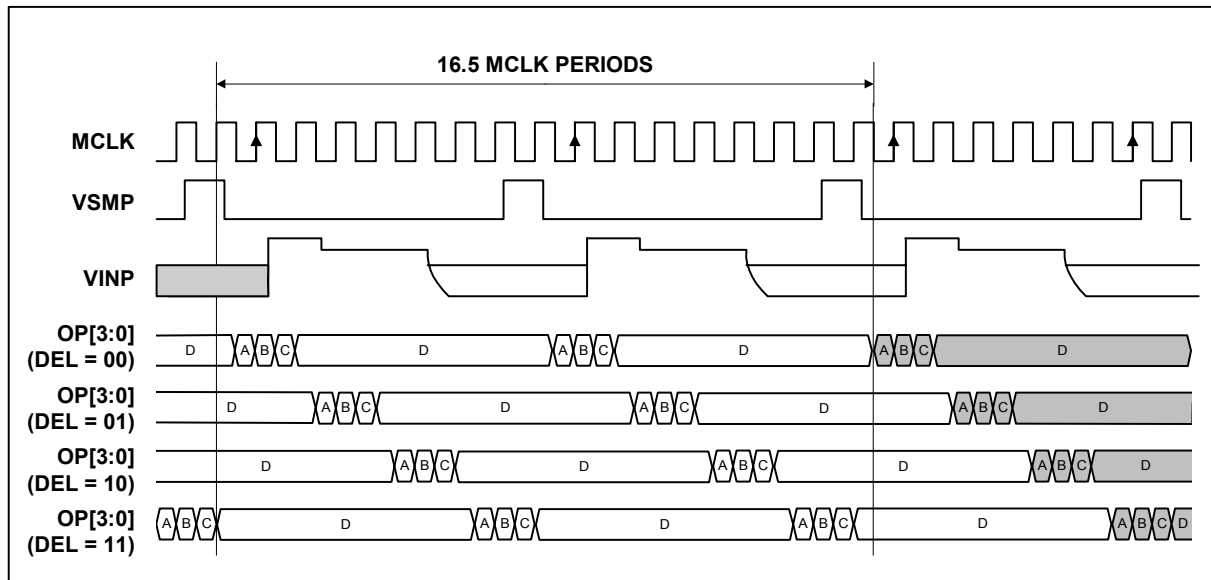 16.5 MCLK PERIODS
MCLK
VSMP
VINP
OP[3:0]
(DEL = 00)
D A B C D A B C D A B C D
OP[3:0]
(DEL = 01)
D A B C D A B C D A B C D
OP[3:0]
(DEL = 10)
D A B C D A B C D A B C D
OP[3:0]
(DEL = 11)
A B C D A B C D A B C D A B C D